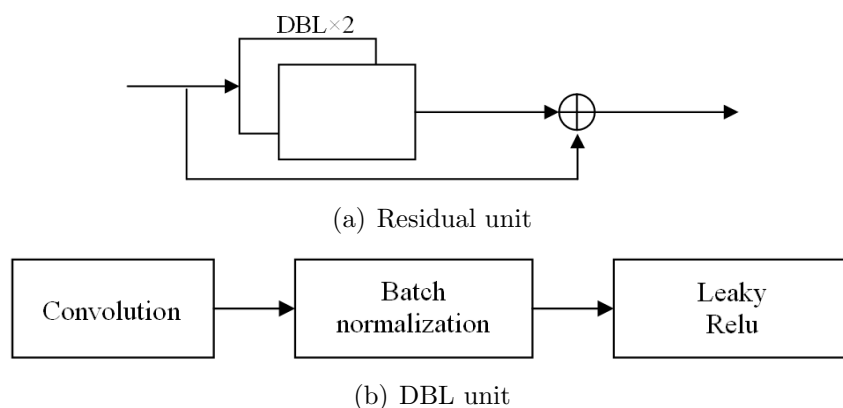 DBL×2
(a) Residual unit
Convolution
Batch
normalization
Leaky
Relu
(b) DBL unit